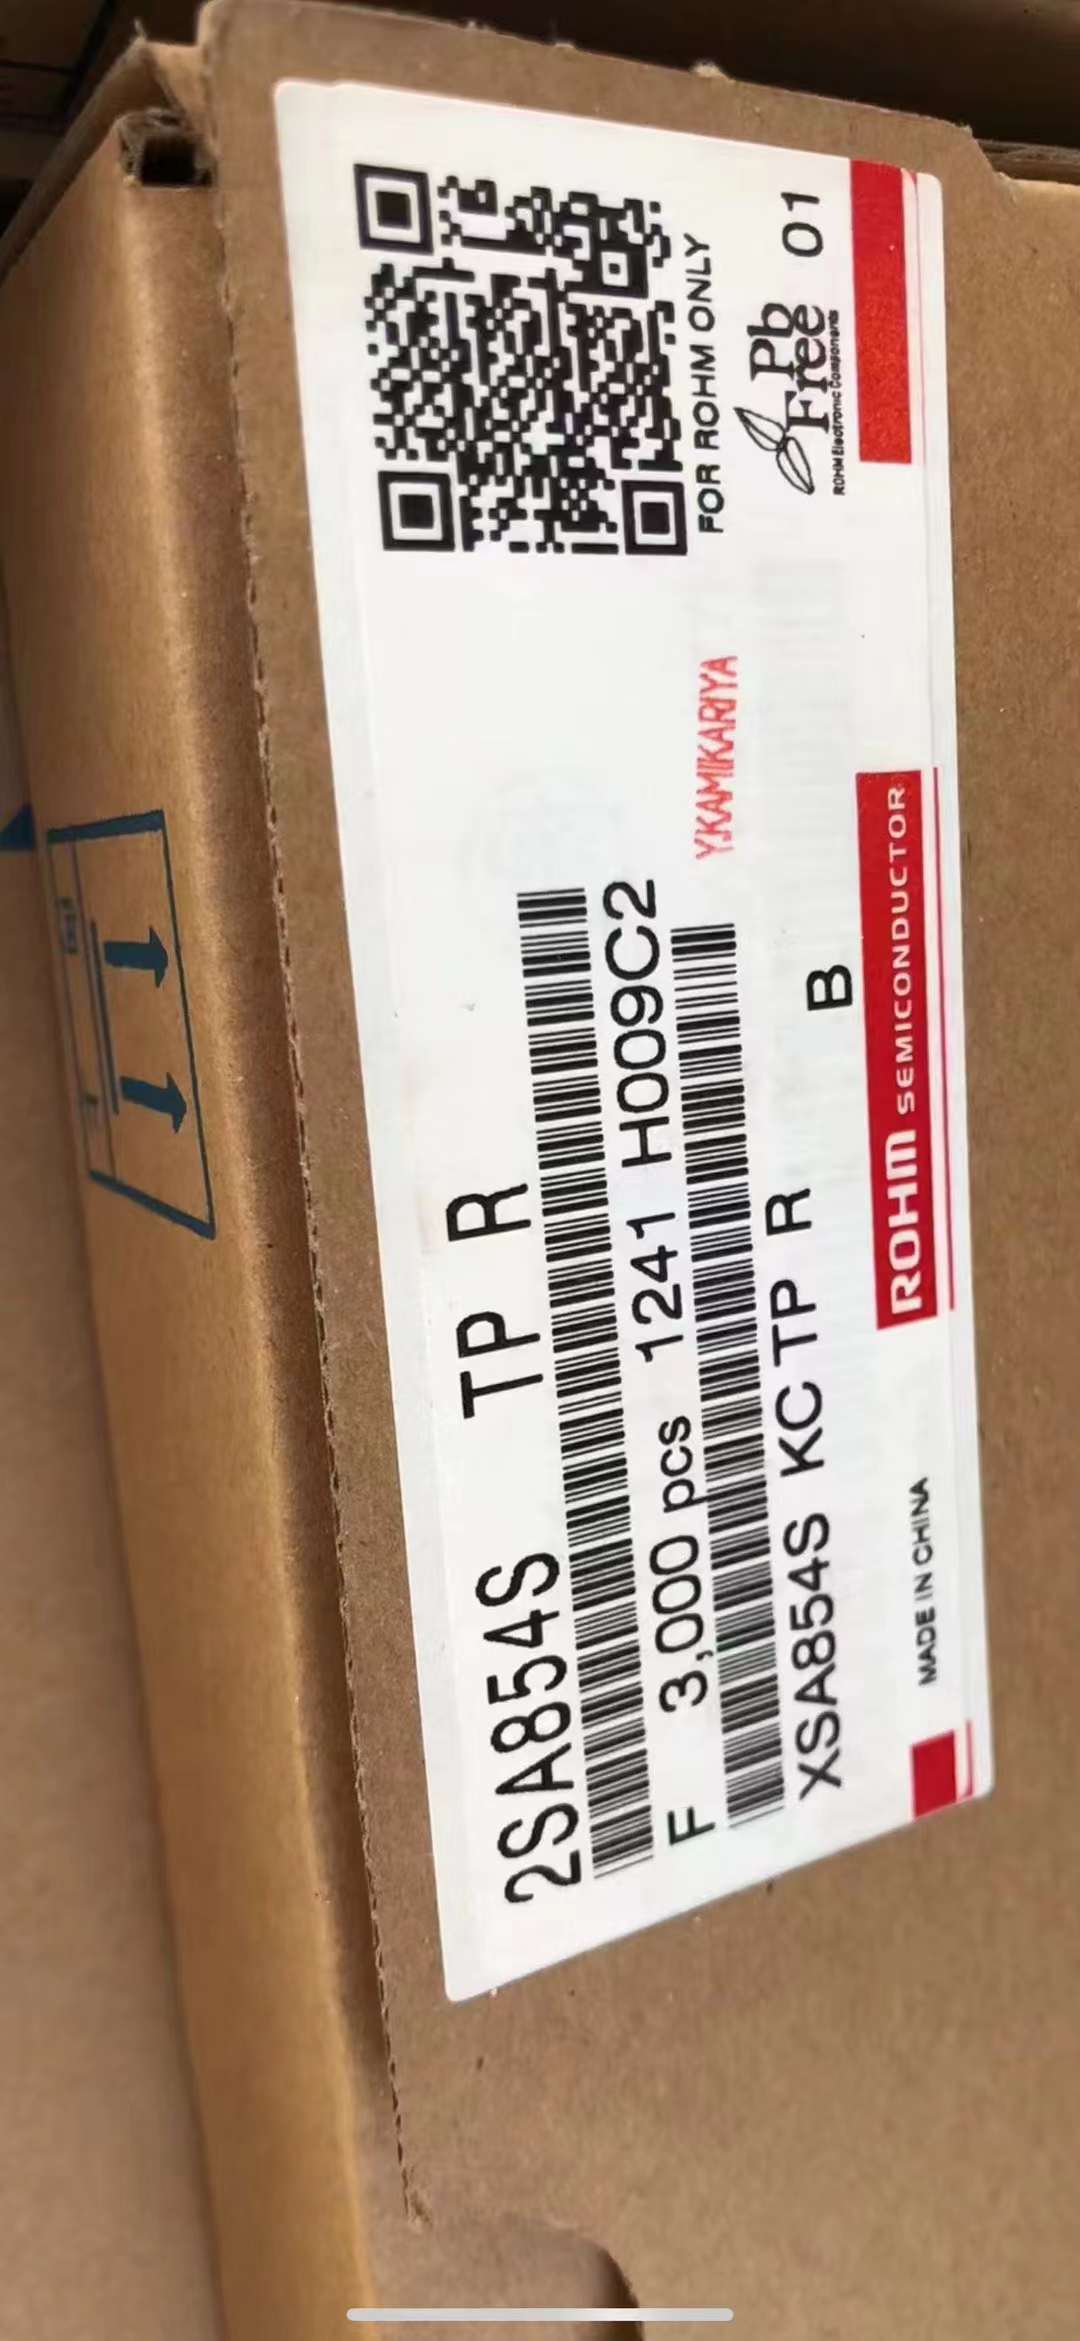 2SA854S TP R
F 3,000 pcs 1241 H009C2
Y.KAMIKARIYA
XSA854S KC TP R
B
MADE IN CHINA
ROHM SEMICONDUCTOR
FOR ROHM ONLY
Pb
Free
ROHM Electronic Components
01